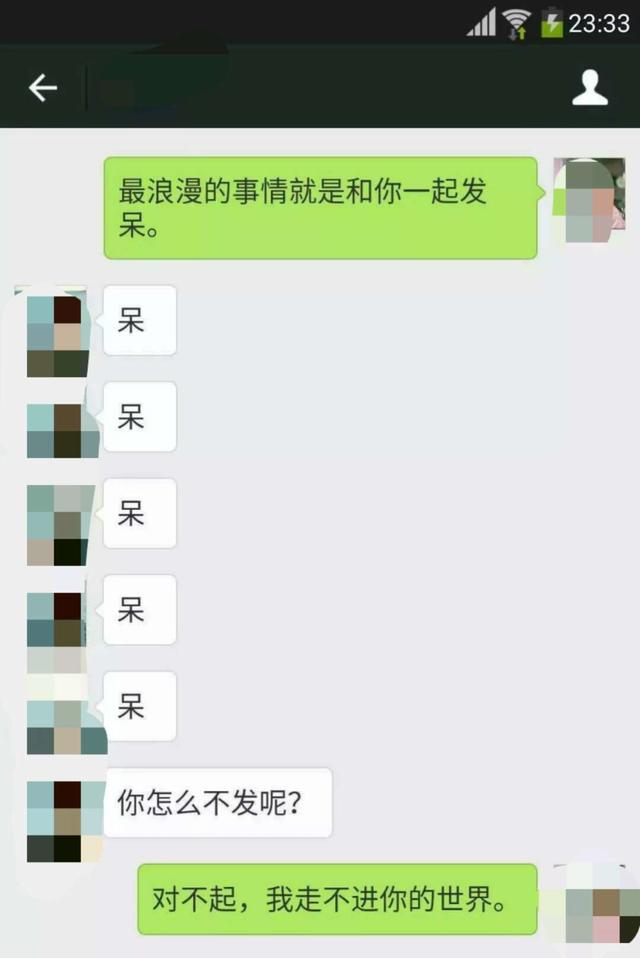 23:33
最浪漫的事情就是和你一起发
呆。
呆
呆
呆
呆
呆
你怎么不发呢？
对不起，我走不进你的世界。